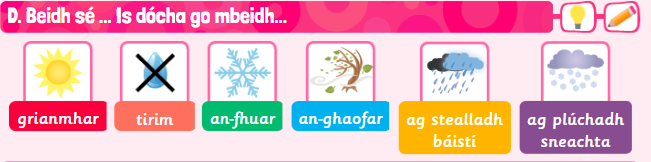 D. Beidh sé ... Is dócha go mbeidh...
grianmhar
tirim
an-fhuar
an-ghaofar
ag stealladh
báistí
ag plúchadh
sneachta